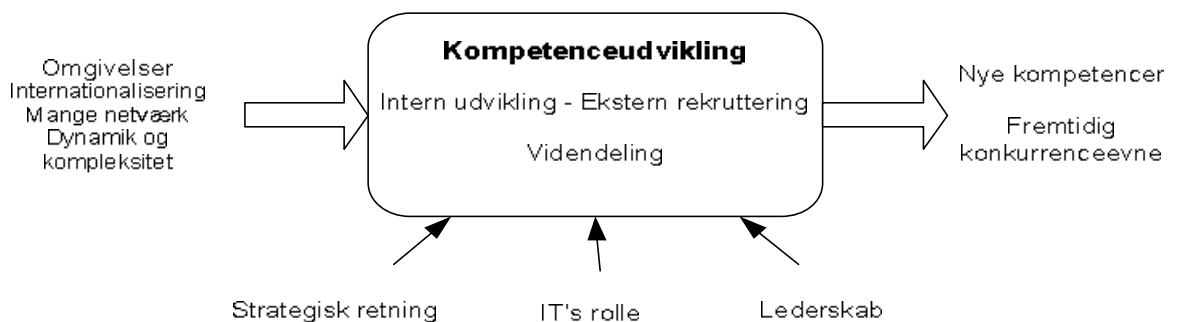 Omgivelser
Internationalisering
Mange netværk
Dynamik og
kompleksitet
Kompetenceudvikling
Intern udvikling - Ekstern rekruttering
Videndeling
Nye kompetencer
Fremtidig
konkurrenceevne
Strategisk retning
IT's rolle
Lederskab